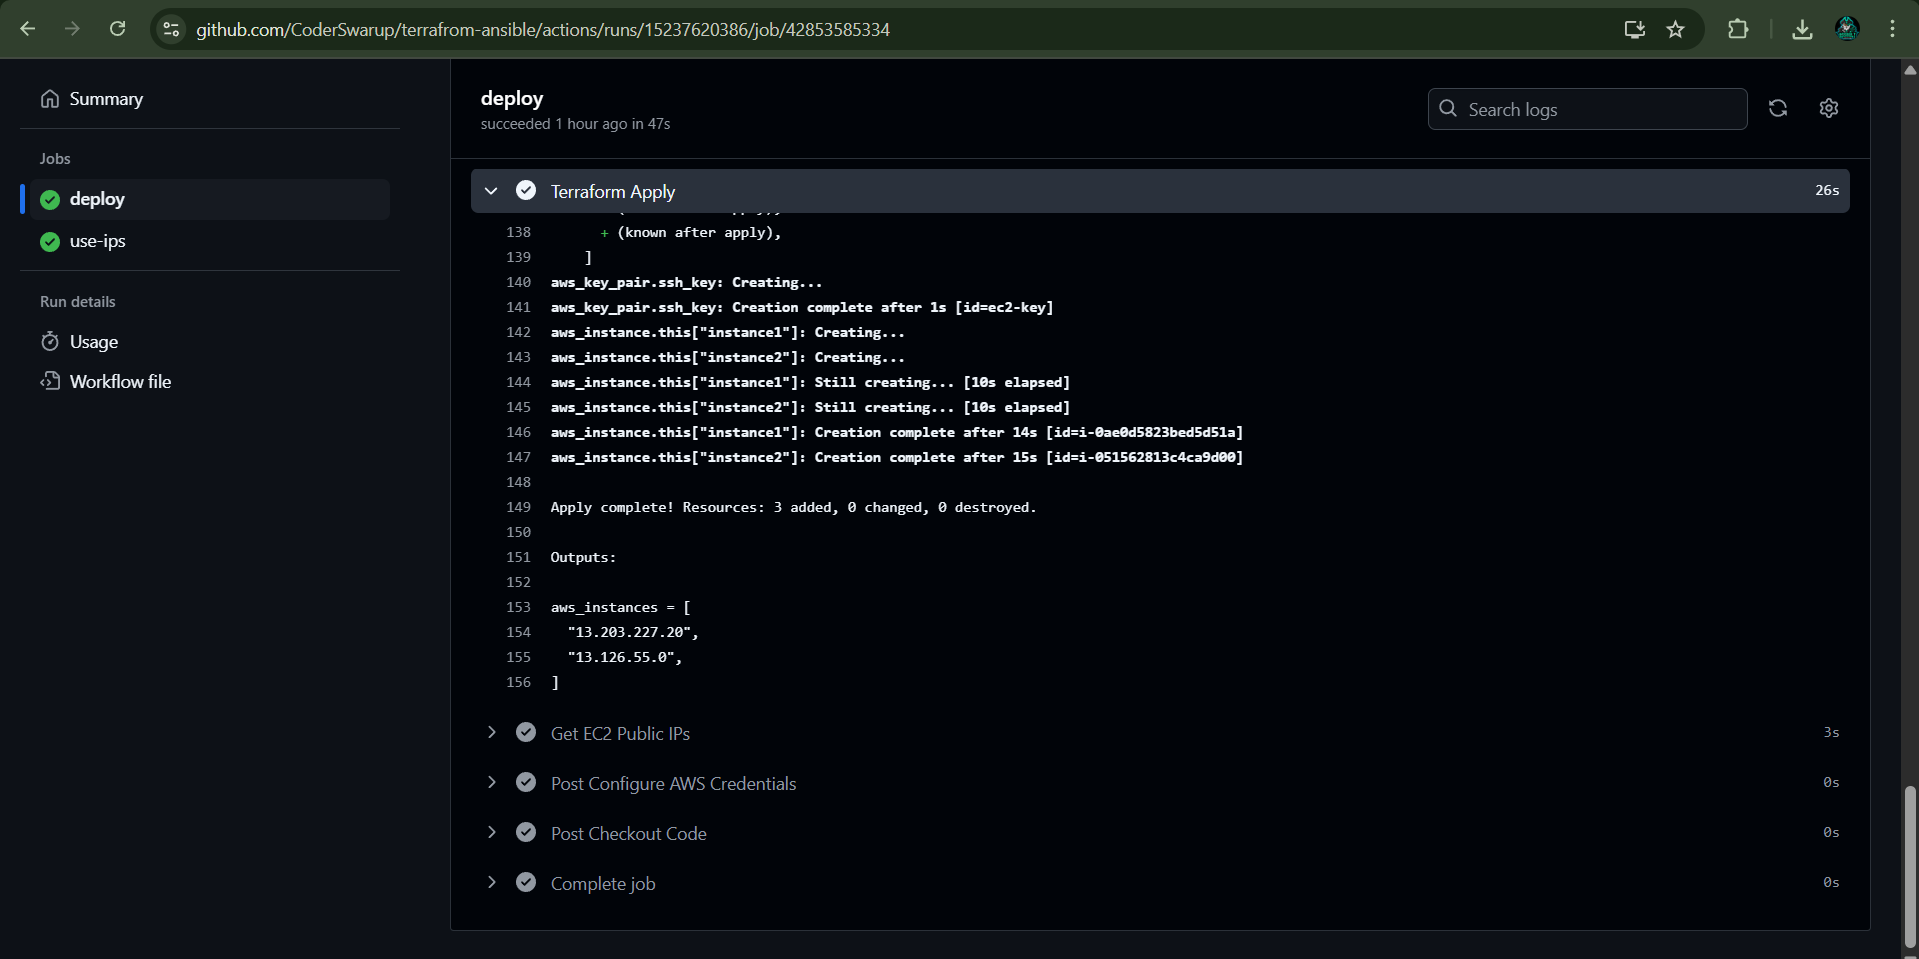 github.com/CoderSwarup/terrafrom-ansible/actions/runs/15237620386/job/42853585334
Summary
Jobs
deploy
use-ips
Run details
Usage
Workflow file
deploy
succeeded 1 hour ago in 47s
Search logs
Terraform Apply 26s
138 + (known after apply),
139 ]
140 aws_key_pair.ssh_key: Creating...
141 aws_key_pair.ssh_key: Creation complete after 1s [id=ec2-key]
142 aws_instance.this["instance1"]: Creating...
143 aws_instance.this["instance2"]: Creating...
144 aws_instance.this["instance1"]: Still creating... [10s elapsed]
145 aws_instance.this["instance2"]: Still creating... [10s elapsed]
146 aws_instance.this["instance1"]: Creation complete after 14s [id=i-0ae0d5823bed5d51a]
147 aws_instance.this["instance2"]: Creation complete after 15s [id=i-051562813c4ca9d00]
148
149 Apply complete! Resources: 3 added, 0 changed, 0 destroyed.
150
151 Outputs:
152
153 aws_instances = [
154 "13.203.227.20",
155 "13.126.55.0",
156 ]
Get EC2 Public IPs 3s
Post Configure AWS Credentials 0s
Post Checkout Code 0s
Complete job 0s